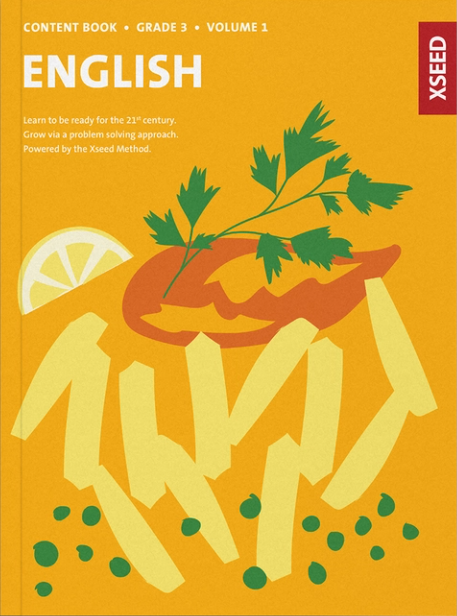 CONTENT BOOK • GRADE 3 • VOLUME 1
ENGLISH
XSEED
Learn to be ready for the 21st century.
Grow via a problem solving approach.
Powered by the Xseed Method.